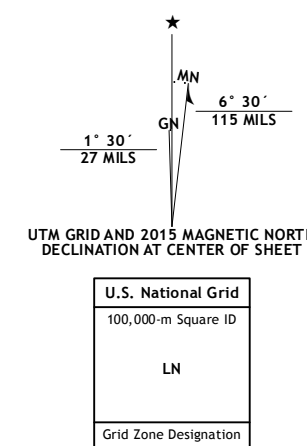 ★
MN
GN
6° 30´
115 MILS
1° 30´
27 MILS
UTM GRID AND 2015 MAGNETIC NORT
DECLINATION AT CENTER OF SHEET
U.S. National Grid
100,000-m Square ID
LN
Grid Zone Designation